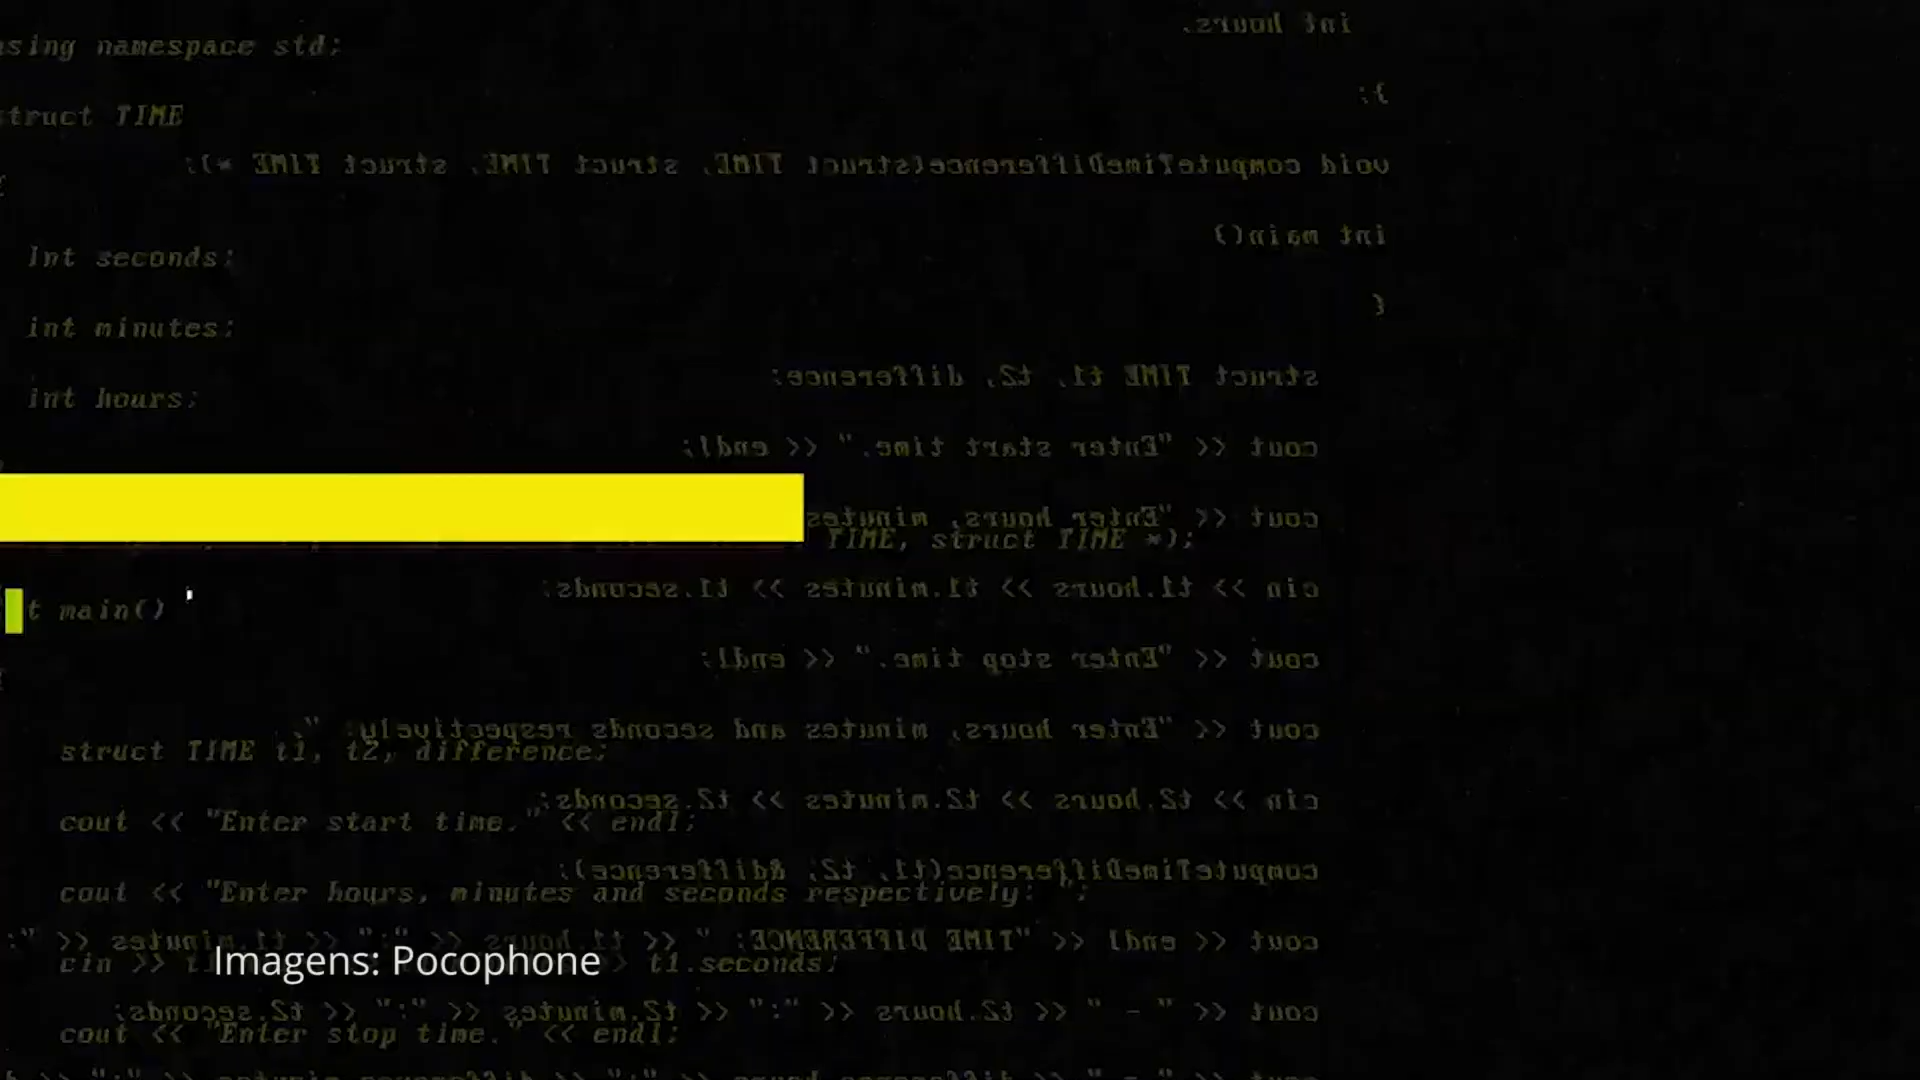 using namespace std;
struct TIME
{
int seconds;
int minutes;
int hours;
TIME, struct TIME *);
t main()
{
struct TIME t1, t2, difference;
cout << "Enter start time." << endl;
cout << "Enter hours, minutes and seconds respectively: ";
cin >> t1.seconds;
cout << "Enter stop time." << endl;
int hours;
};
void computeTimeDifference(struct TIME, struct TIME, struct TIME *);
int main()
{
struct TIME t1, t2, difference;
cout << "Enter start time." << endl;
cout << "Enter hours, minutes
cin >> t1.hours >> t1.minutes >> t1.seconds;
cout << "Enter stop time." << endl;
cout << "Enter hours, minutes and seconds respectively: ";
cin >> t2.hours >> t2.minutes >> t2.seconds;
computeTimeDifference(t1, t2, &difference);
cout << endl << "TIME DIFFERENCE: " << t1.hours << ":" << t1.minutes << ":"
cout << " - " << t2.hours << ":" << t2.minutes << ":" << t2.seconds;
Imagens: Pocophone